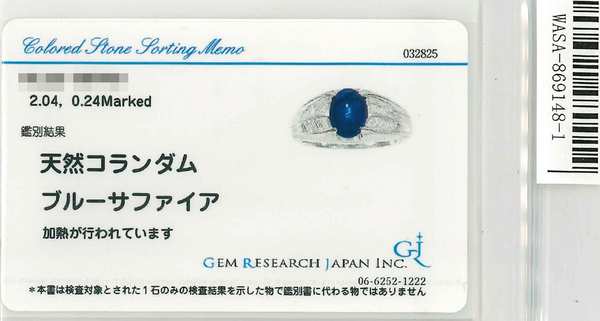 Colored Stone Sorting Memo
032825
2.04, 0.24Marked
鑑別結果
天然コランダム
ブルーサファイア
加熱が行われています
GJR
GEM RESEARCH JAPAN INC.
06-6252-1222
*本書は検査対象とされた1石のみの検査結果を示した物で鑑別書に代わる物ではありません
WASA-869148-1